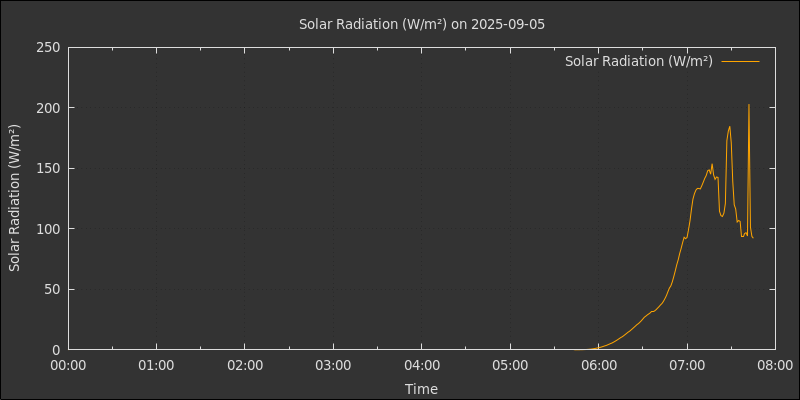 Solar Radiation (W/m²) on 2025-09-05
Solar Radiation (W/m²)
Solar Radiation (W/m²)
250
200
150
100
50
0
00:00 01:00 02:00 03:00 04:00 05:00 06:00 07:00 08:00
Time